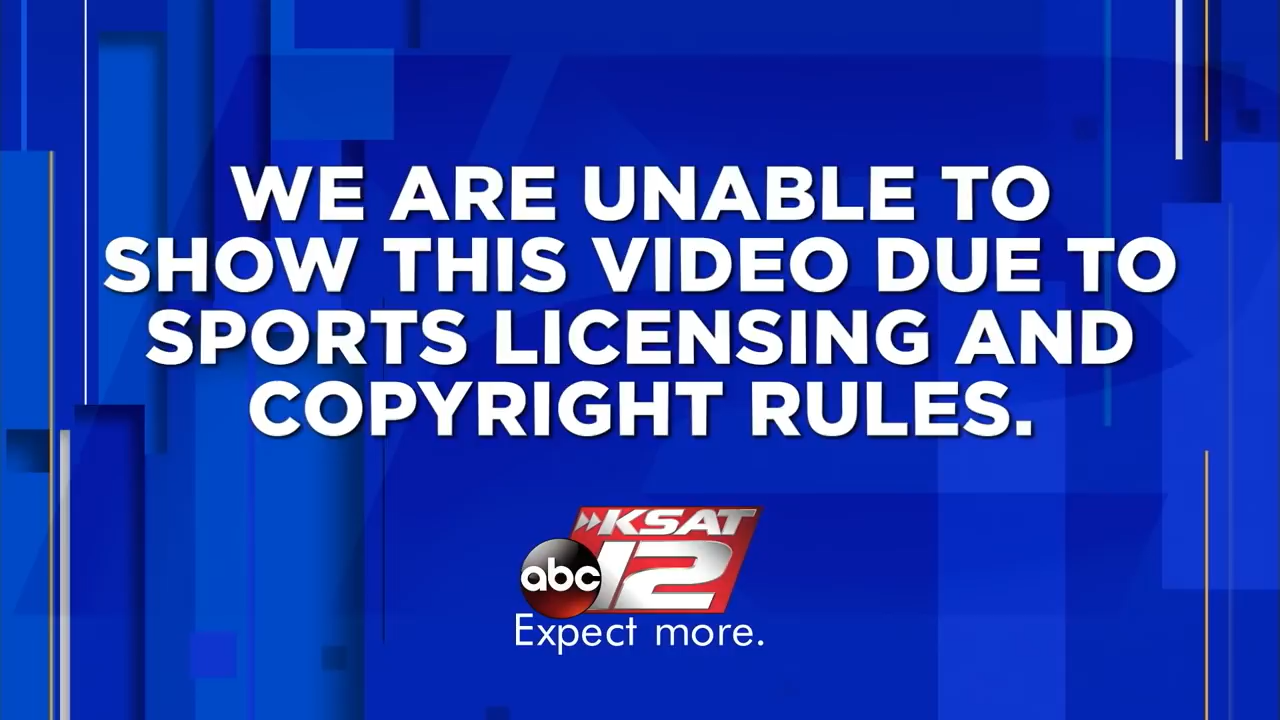 WE ARE UNABLE TO
SHOW THIS VIDEO DUE TO
SPORTS LICENSING AND
COPYRIGHT RULES.
KSAT
abc 12
Expect more.